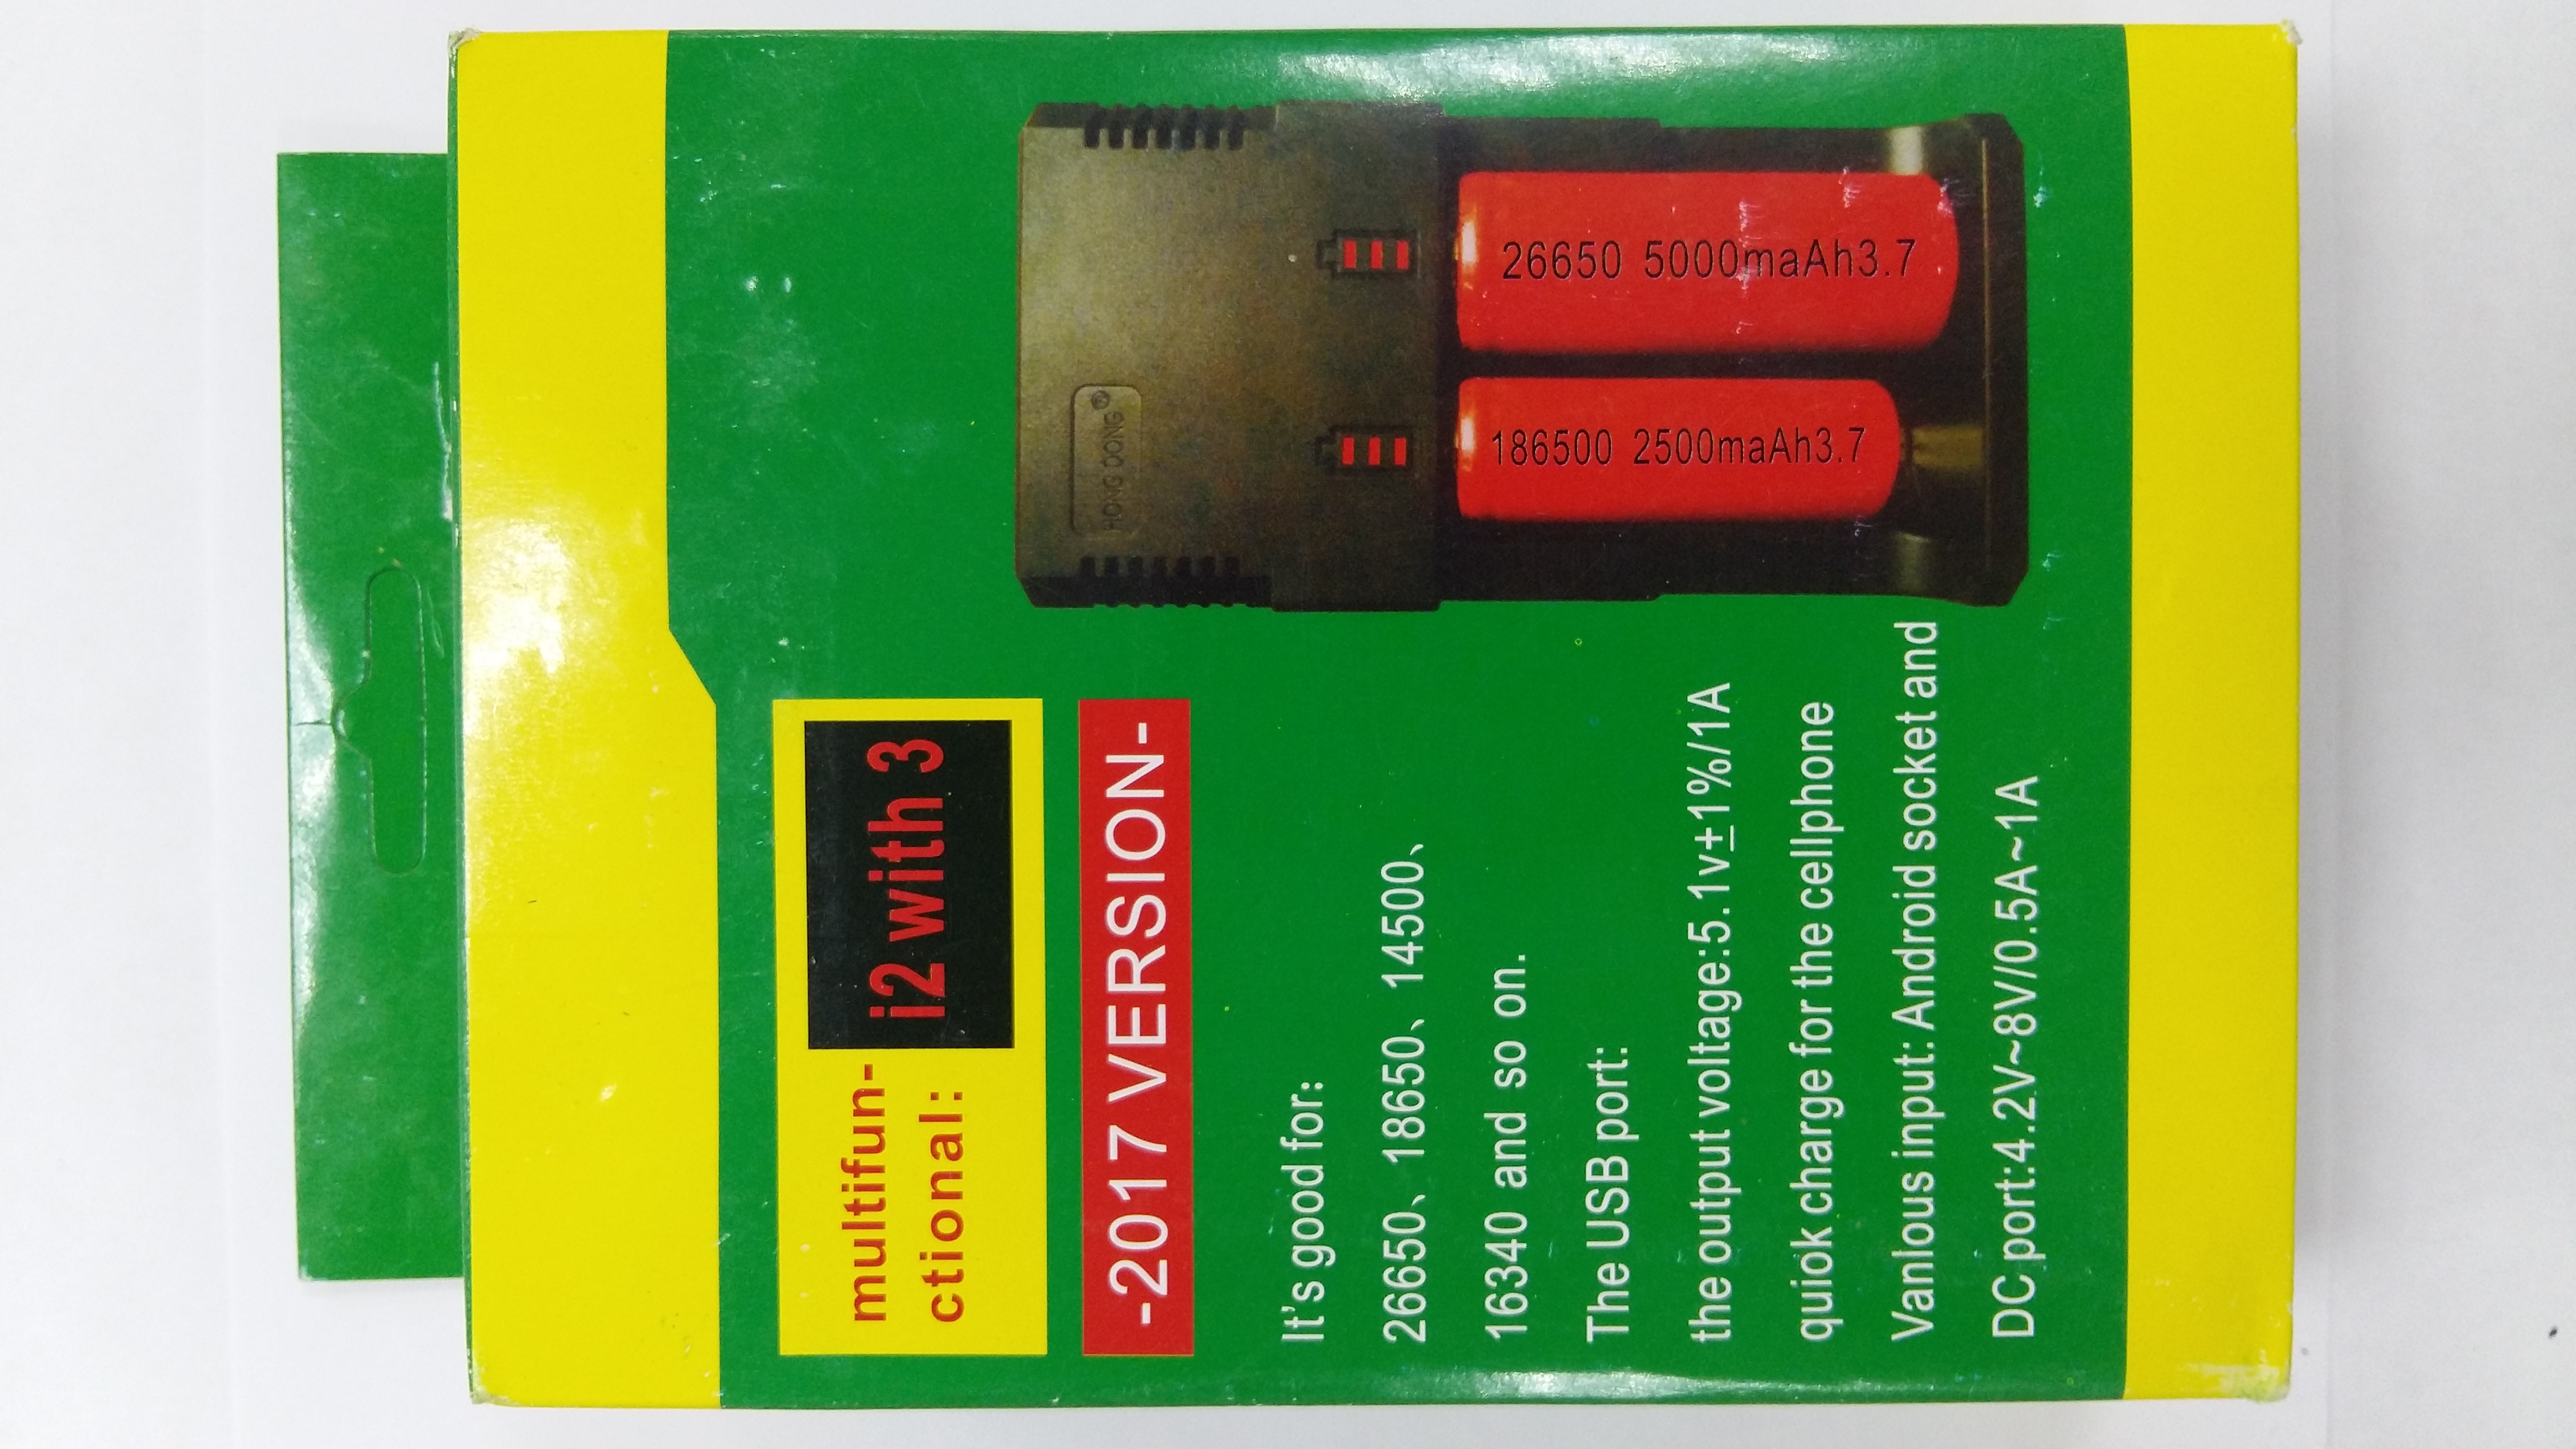 multifun-
ctional:
i2 with 3
-2017 VERSION-
It's good for:
26650、18650、14500、
16340 and so on.
The USB port:
the output voltage:5.1v±1%/1A
quiok charge for the cellphone
Vanlous input: Android socket and
DC port:4.2V~8V/0.5A~1A
HONG DONG®
186500 2500maAh3.7
26650 5000maAh3.7